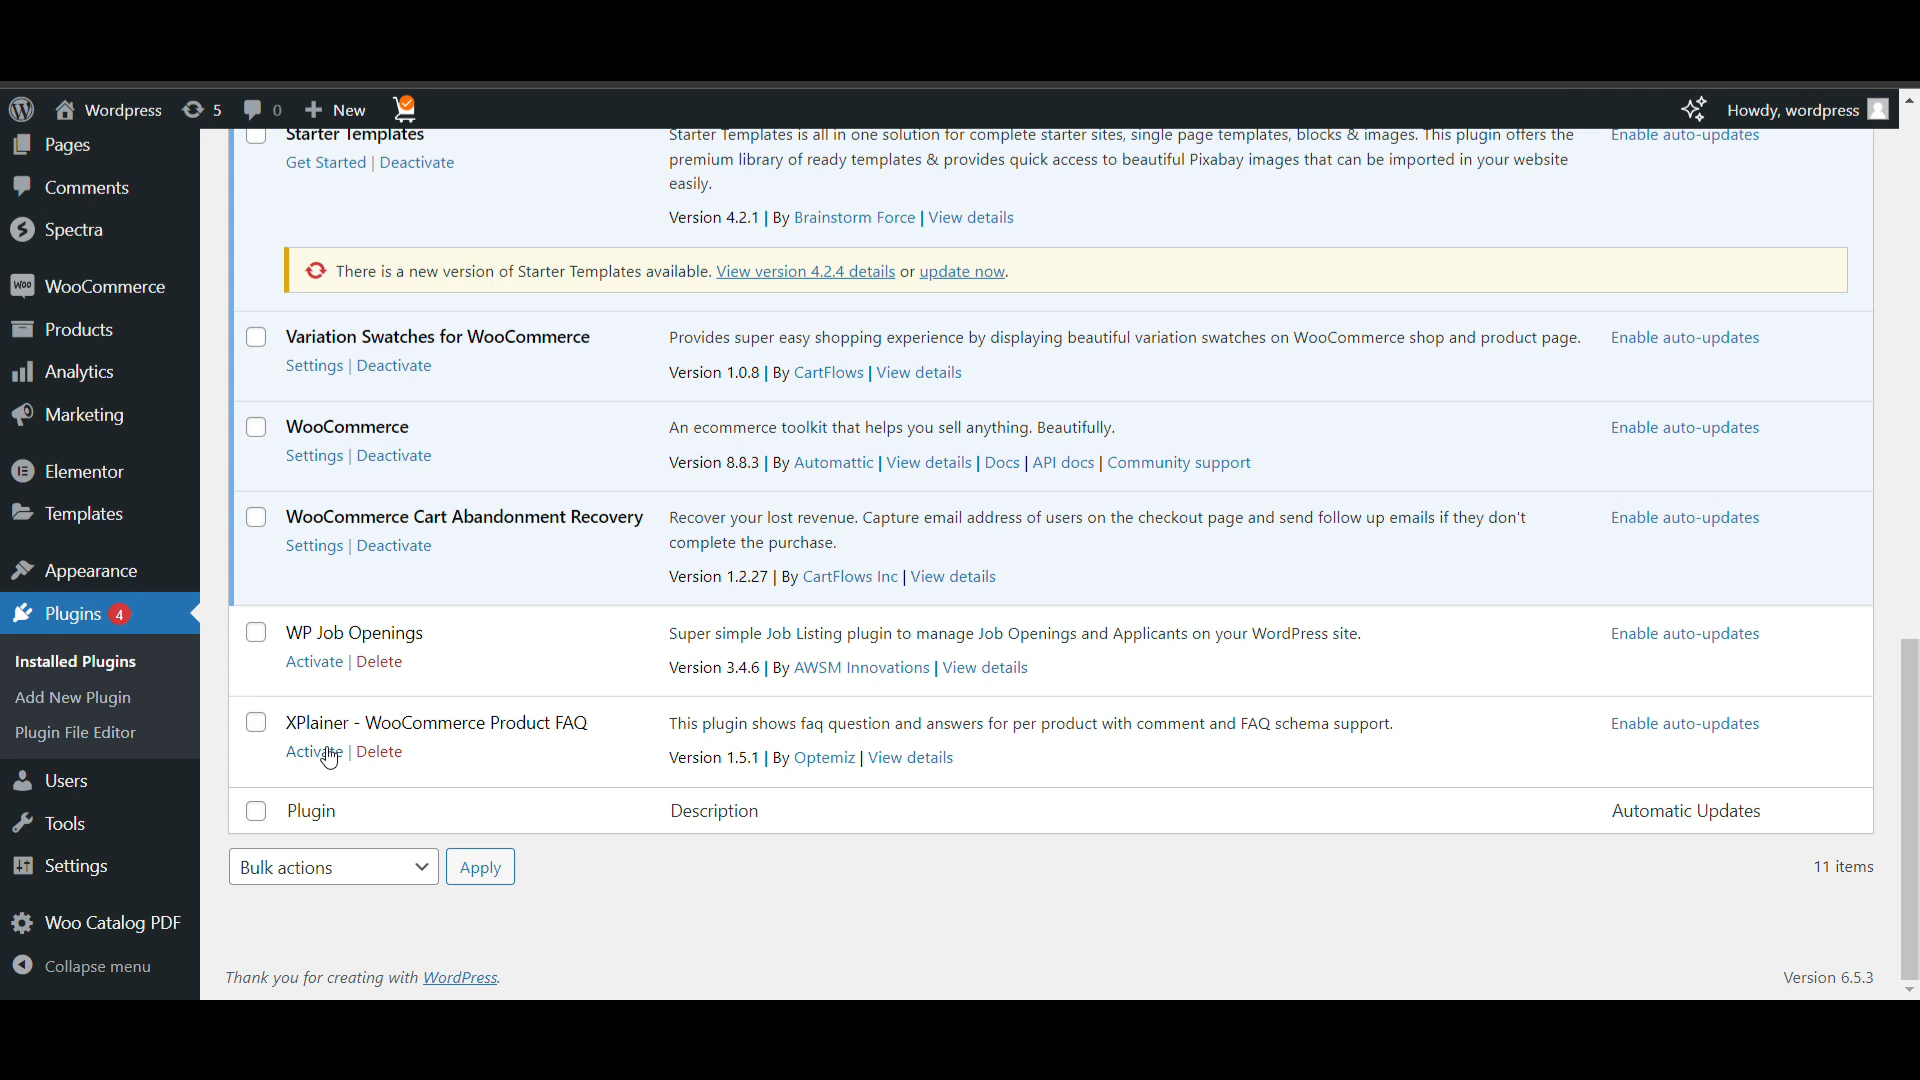 Wordpress 5 0 New Howdy, wordpress
Pages
Comments
Spectra
WooCommerce
Products
Analytics
Marketing
Elementor
Templates
Appearance
Plugins 4
Installed Plugins
Add New Plugin
Plugin File Editor
Users
Tools
Settings
Woo Catalog PDF
Collapse menu
Starter Templates
Get Started | Deactivate
Starter Templates is all in one solution for complete starter sites, single page templates, blocks & images. This plugin offers the
premium library of ready templates & provides quick access to beautiful Pixabay images that can be imported in your website
easily.
Version 4.2.1 | By Brainstorm Force | View details
Enable auto-updates
There is a new version of Starter Templates available. View version 4.2.4 details or update now.
Variation Swatches for WooCommerce
Settings | Deactivate
Provides super easy shopping experience by displaying beautiful variation swatches on WooCommerce shop and product page.
Version 1.0.8 | By CartFlows | View details
Enable auto-updates
WooCommerce
Settings | Deactivate
An ecommerce toolkit that helps you sell anything. Beautifully.
Version 8.8.3 | By Automattic | View details | Docs | API docs | Community support
Enable auto-updates
WooCommerce Cart Abandonment Recovery
Settings | Deactivate
Recover your lost revenue. Capture email address of users on the checkout page and send follow up emails if they don't
complete the purchase.
Version 1.2.27 | By CartFlows Inc | View details
Enable auto-updates
WP Job Openings
Activate | Delete
Super simple Job Listing plugin to manage Job Openings and Applicants on your WordPress site.
Version 3.4.6 | By AWSM Innovations | View details
Enable auto-updates
XPlainer - WooCommerce Product FAQ
Activate | Delete
This plugin shows faq question and answers for per product with comment and FAQ schema support.
Version 1.5.1 | By Optemiz | View details
Enable auto-updates
Plugin Description Automatic Updates
Bulk actions Apply 11 items
Thank you for creating with WordPress. Version 6.5.3